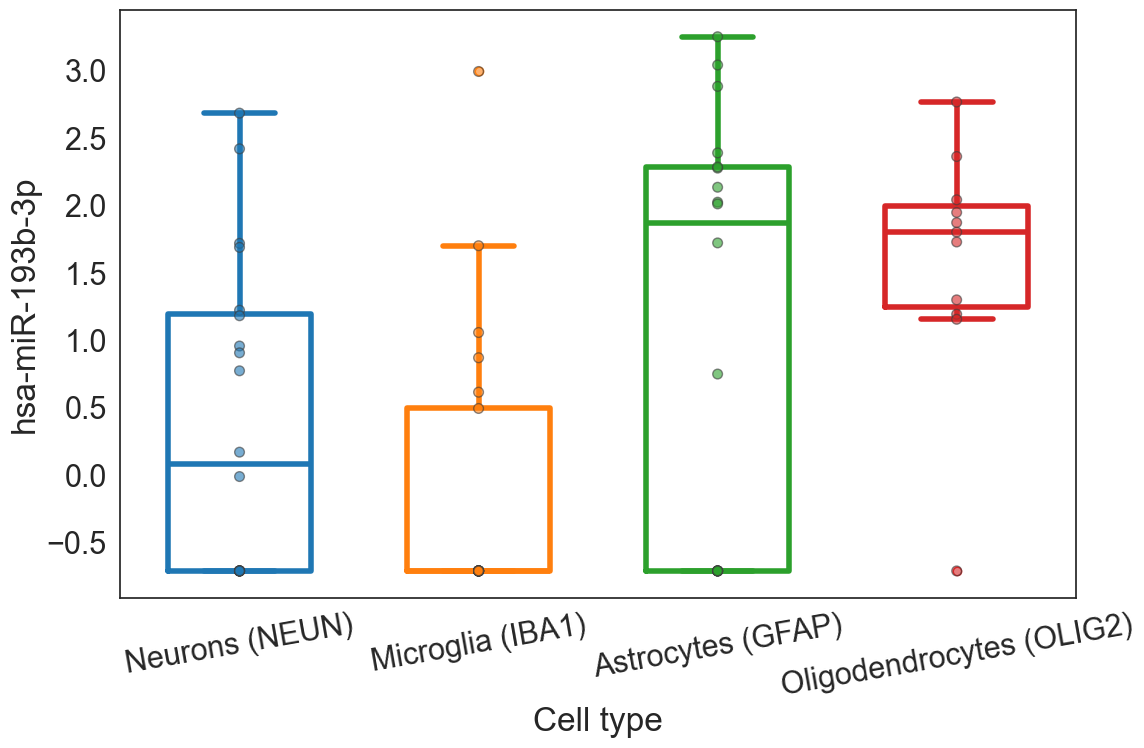 hsa-miR-193b-3p
3.0
2.5
2.0
1.5
1.0
0.5
0.0
−0.5
Neurons (NEUN)
Microglia (IBA1)
Astrocytes (GFAP)
Oligodendrocytes (OLIG2)
Cell type